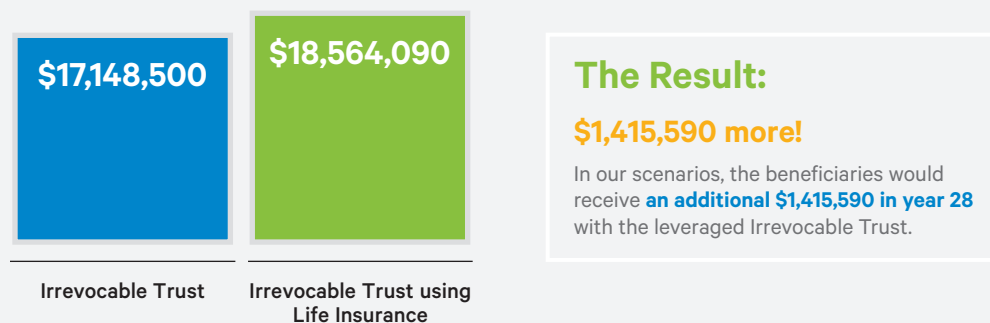 $17,148,500
$18,564,090
Irrevocable Trust
Irrevocable Trust using
Life Insurance
The Result:
$1,415,590 more!
In our scenarios, the beneficiaries would
receive an additional $1,415,590 in year 28
with the leveraged Irrevocable Trust.